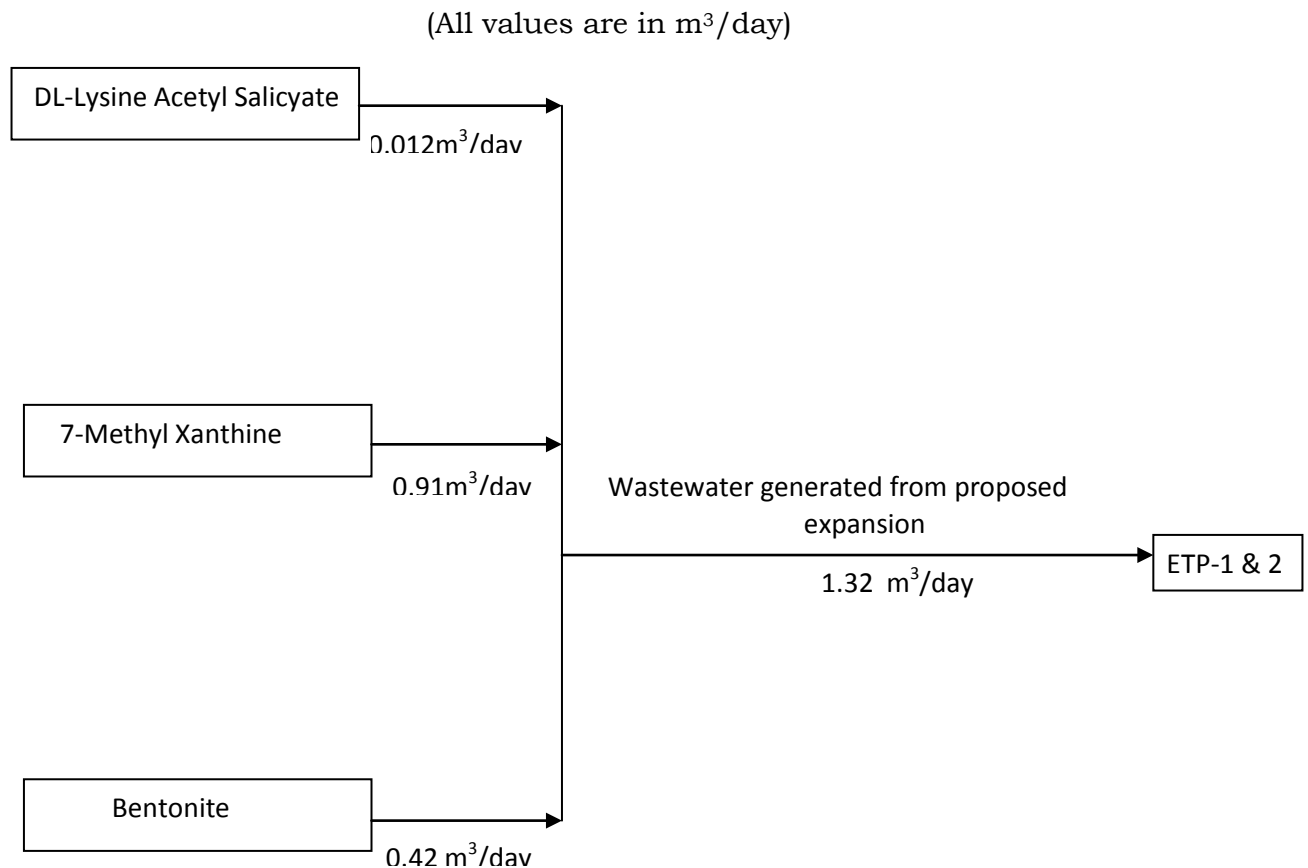 (All values are in m³/day)
DL-Lysine Acetyl Salicyate
0.012m³/day
7-Methyl Xanthine
0.91m³/day
Wastewater generated from proposed
expansion
1.32 m³/day
ETP-1 & 2
Bentonite
0.42 m³/day